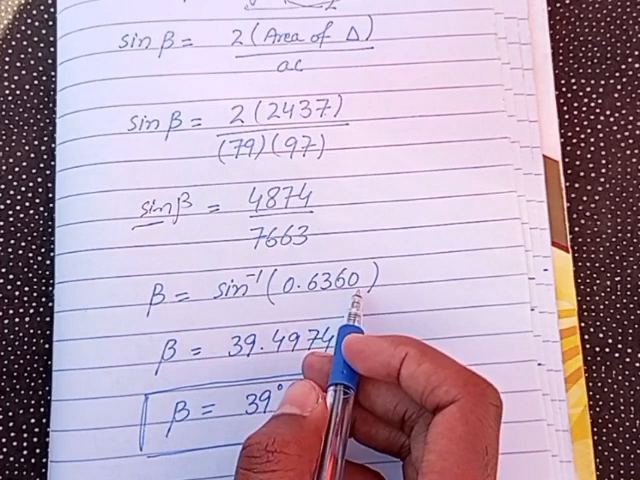 sin β = 2 (Area of Δ) / ac
sin β = 2 (2437) / (79)(97)
sin β = 4874 / 7663
β = sin⁻¹ (0.6360)
β = 39.4974
β = 39°